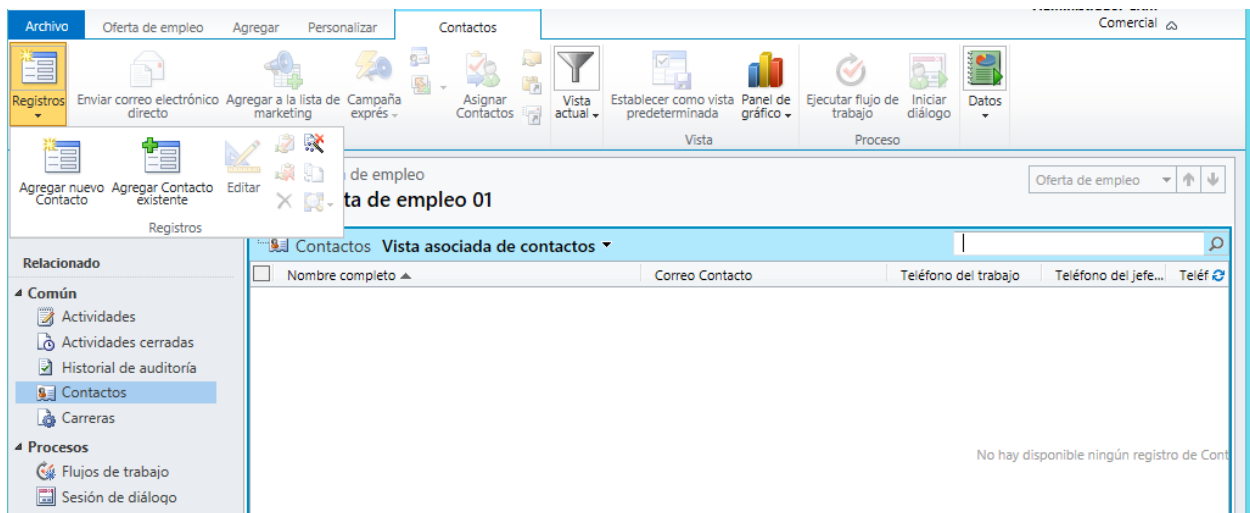 Archivo
Oferta de empleo
Agregar
Personalizar
Contactos
Comercial
Registros
Enviar correo electrónico
directo
Agregar a la lista de
marketing
Campaña
exprés
Asignar
Contactos
Vista
actual
Establecer como vista
predeterminada
Panel de
gráfico
Ejecutar flujo de
trabajo
Iniciar
diálogo
Datos
Vista
Proceso
Agregar nuevo
Contacto
Agregar Contacto
existente
Editar
Registros
de empleo
ta de empleo 01
Oferta de empleo
Contactos Vista asociada de contactos
Nombre completo
Correo Contacto
Teléfono del trabajo
Teléfono del jefe...
Teléf
Relacionado
Común
Actividades
Actividades cerradas
Historial de auditoría
Contactos
Carreras
Procesos
Flujos de trabajo
Sesión de diálogo
No hay disponible ningún registro de Cont